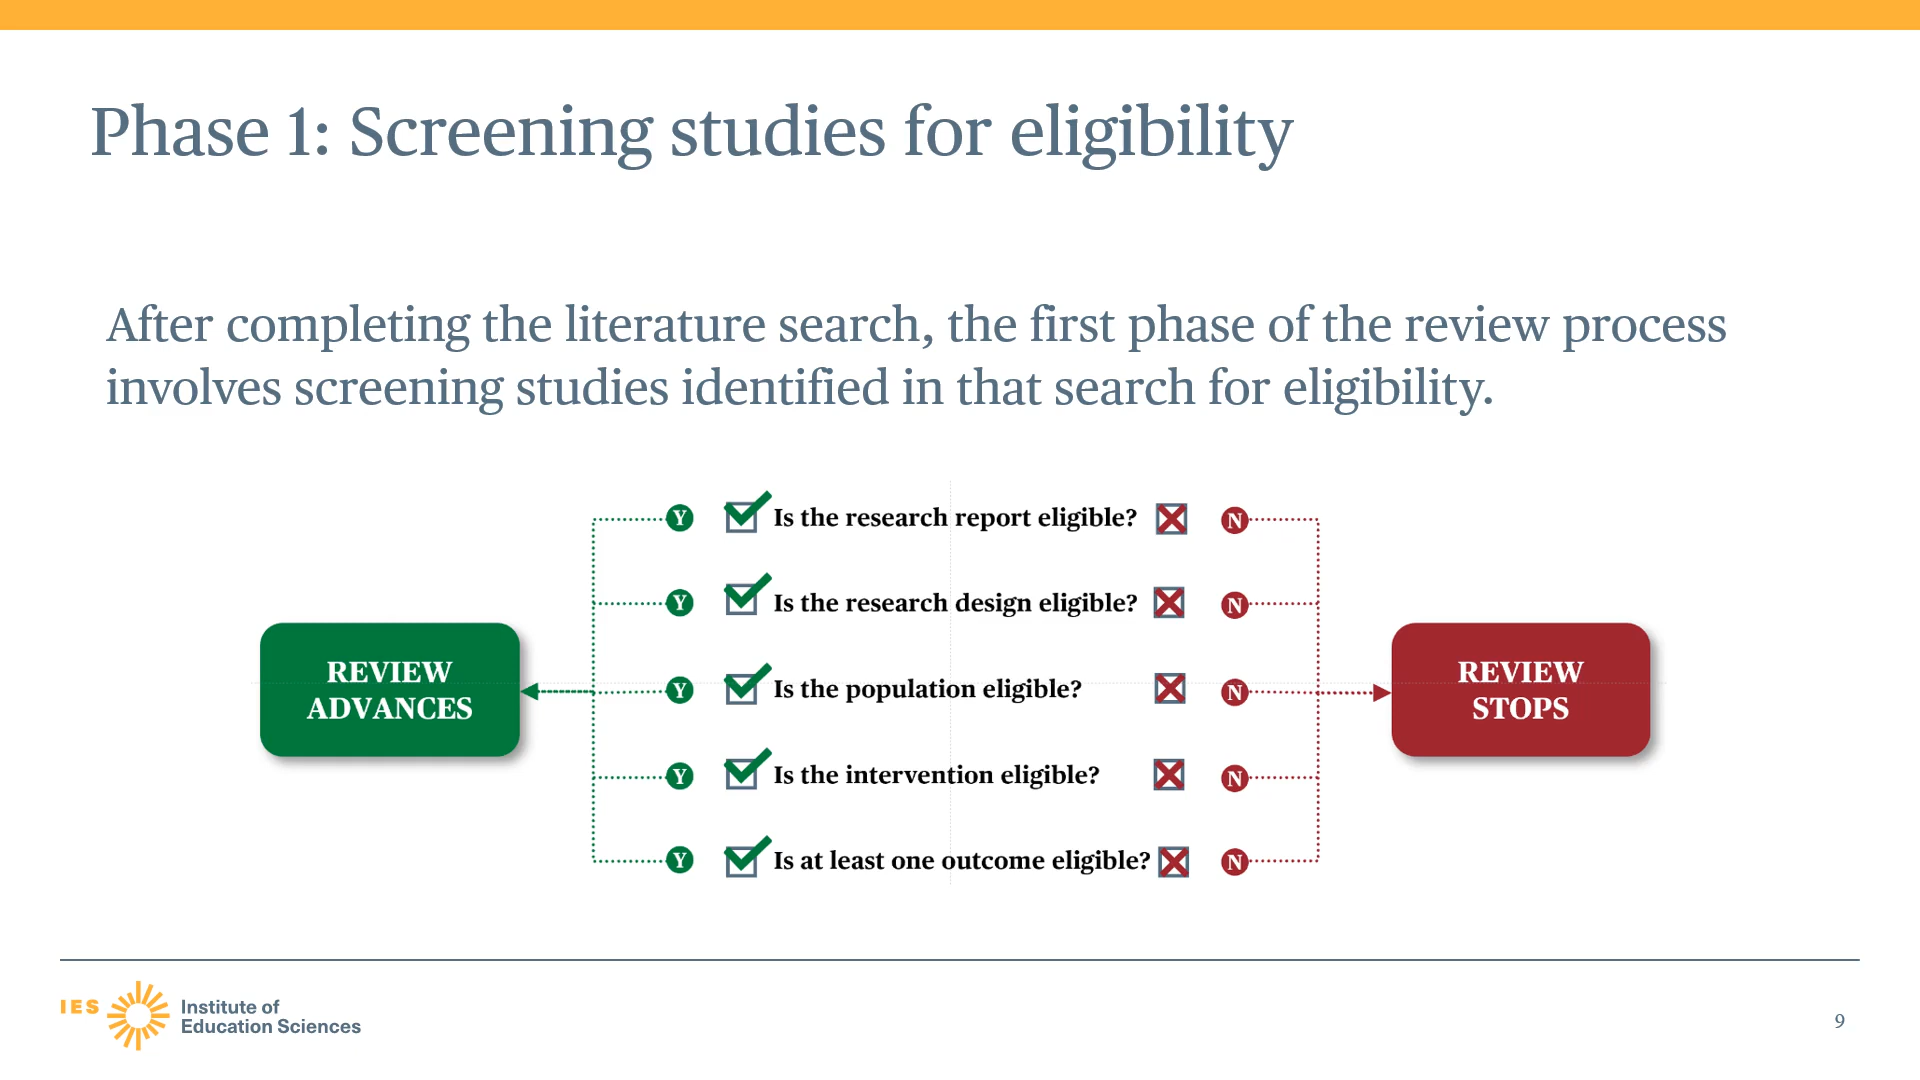 Phase 1: Screening studies for eligibility
After completing the literature search, the first phase of the review process
involves screening studies identified in that search for eligibility.
Y Is the research report eligible? N
Y Is the research design eligible? N
REVIEW
ADVANCES
Y Is the population eligible? N
REVIEW
STOPS
Y Is the intervention eligible? N
Y Is at least one outcome eligible? N
IES
Institute of
Education Sciences
9